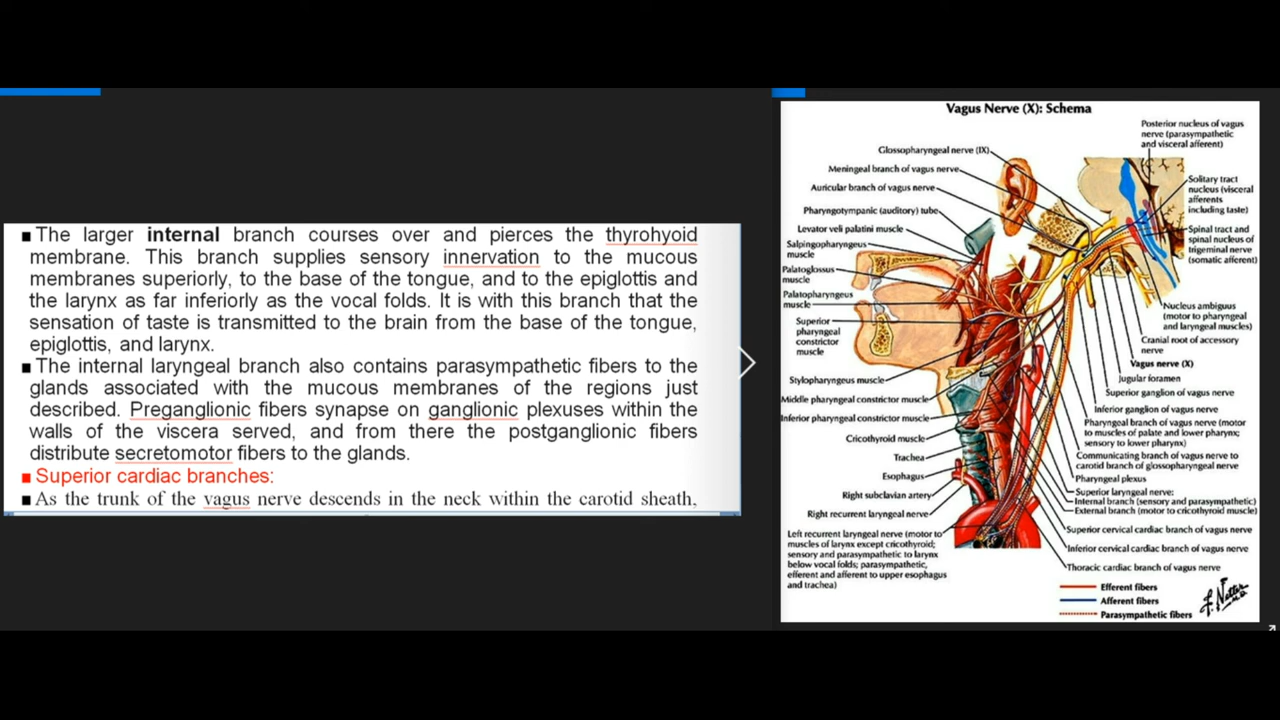 ■ The larger internal branch courses over and pierces the thyrohyoid
membrane. This branch supplies sensory innervation to the mucous
membranes superiorly, to the base of the tongue, and to the epiglottis and
the larynx as far inferiorly as the vocal folds. It is with this branch that the
sensation of taste is transmitted to the brain from the base of the tongue,
epiglottis, and larynx.
■ The internal laryngeal branch also contains parasympathetic fibers to the
glands associated with the mucous membranes of the regions just
described. Preganglionic fibers synapse on ganglionic plexuses within the
walls of the viscera served, and from there the postganglionic fibers
distribute secretomotor fibers to the glands.
■ Superior cardiac branches:
■ As the trunk of the vagus nerve descends in the neck within the carotid sheath,
Vagus Nerve (X): Schema
Glossopharyngeal nerve (IX)
Meningeal branch of vagus nerve
Auricular branch of vagus nerve
Pharyngotympanic (auditory) tube
Levator veli palatini muscle
Salpingopharyngeus
muscle
Palatoglossus
muscle
Palatopharyngeus
muscle
Superior
pharyngeal
constrictor
muscle
Stylopharyngeus muscle
Middle pharyngeal constrictor muscle
Inferior pharyngeal constrictor muscle
Cricothyroid muscle
Trachea
Esophagus
Right subclavian artery
Right recurrent laryngeal nerve
Left recurrent laryngeal nerve (motor to
muscles of larynx except cricothyroid;
sensory and parasympathetic to larynx
below vocal folds; parasympathetic,
efferent and afferent to upper esophagus
and trachea)
Posterior nucleus of vagus
nerve (parasympathetic
and visceral afferent)
Solitary tract
nucleus (visceral
afferents
including taste)
Spinal tract and
spinal nucleus of
trigeminal nerve
(somatic afferent)
Nucleus ambiguus
(motor to pharyngeal
and laryngeal muscles)
Cranial root of accessory
nerve
Vagus nerve (X)
Jugular foramen
Superior ganglion of vagus nerve
Inferior ganglion of vagus nerve
Pharyngeal branch of vagus nerve (motor
to muscles of palate and lower pharynx;
sensory to lower pharynx)
Communicating branch of vagus nerve to
carotid branch of glossopharyngeal nerve
Pharyngeal plexus
Superior laryngeal nerve:
Internal branch (sensory and parasympathetic)
External branch (motor to cricothyroid muscle)
Superior cervical cardiac branch of vagus nerve
Inferior cervical cardiac branch of vagus nerve
Thoracic cardiac branch of vagus nerve
Efferent fibers
Afferent fibers
Parasympathetic fibers
F. Netter
M.D.